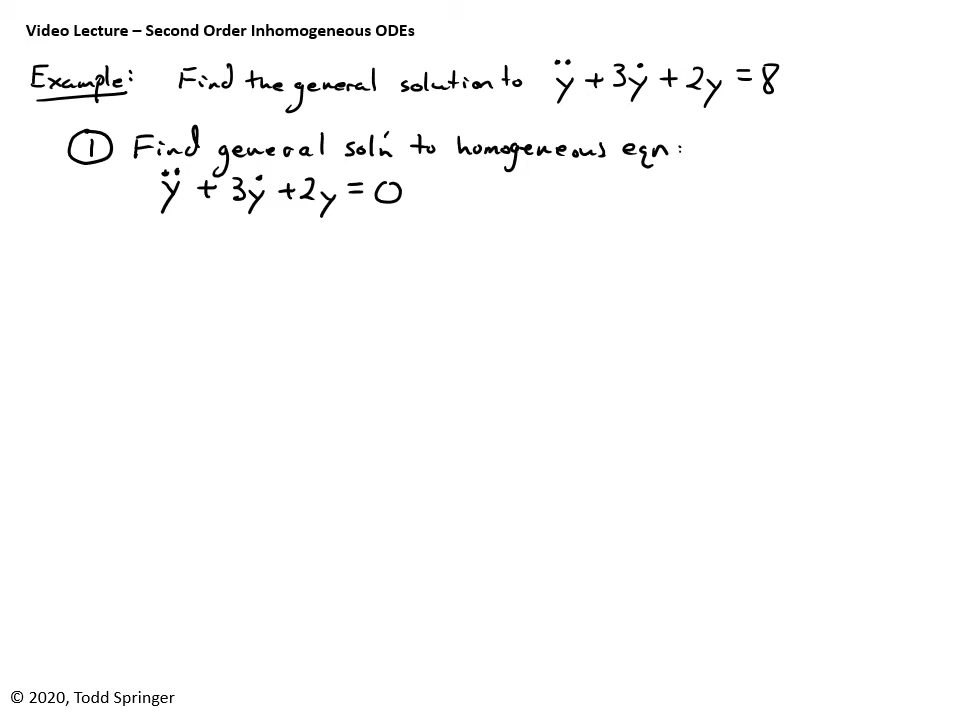 Video Lecture – Second Order Inhomogeneous ODEs
Example: Find the general solution to ÿ + 3ẏ + 2y = 8
① Find general sol'n to homogeneous eqn:
ÿ + 3ẏ + 2y = 0
© 2020, Todd Springer